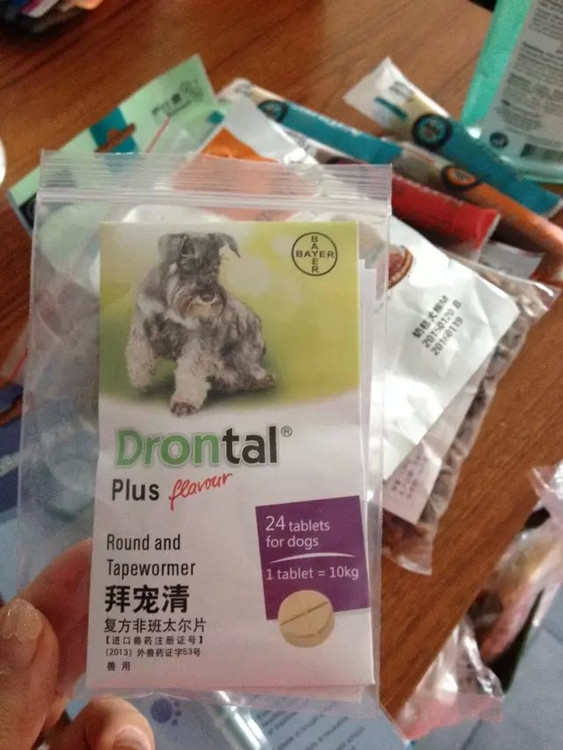 BAYER
BAYER
Drontal®
Plus flavour
24 tablets
for dogs
1 tablet = 10kg
Round and
Tapewormer
拜宠清
复方非班太尔片
【进口兽药注册证号】
(2013) 外兽药证字53号
兽 用